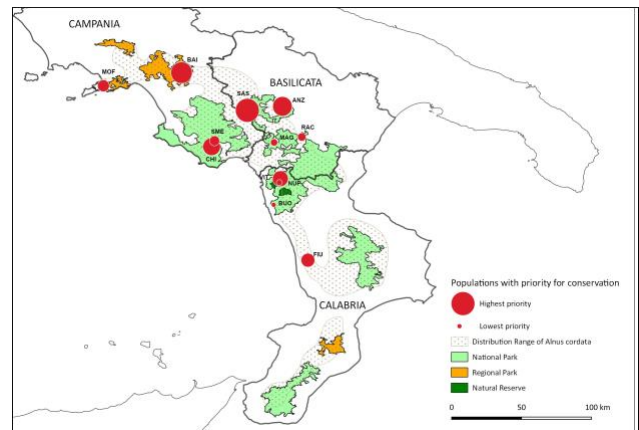 CAMPANIA
BAI
MOF
BASILICATA
SAS
ANZ
RAC
SME
MAG
CHI
NUP
BUO
FIU
CALABRIA
Populations with priority for conservation
Highest priority
Lowest priority
Distribution Range of Alnus cordata
National Park
Regional Park
Natural Reserve
0 50 100 km